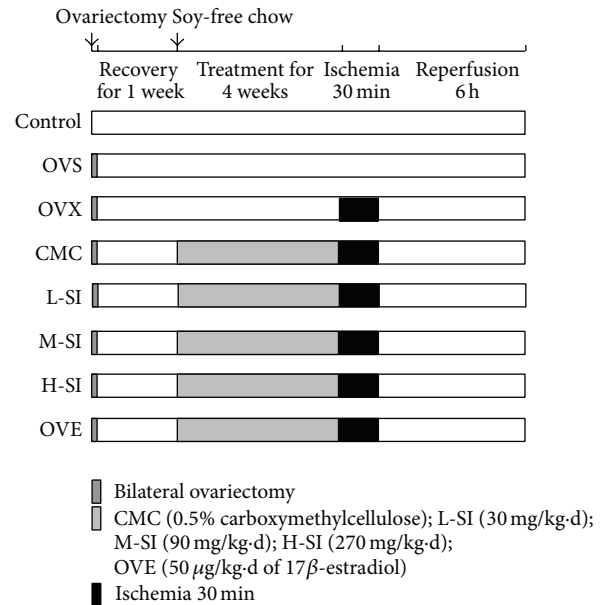 Ovariectomy Soy-free chow
Recovery for 1 week
Treatment for 4 weeks
Ischemia 30 min
Reperfusion 6 h
Control
OVS
OVX
CMC
L-SI
M-SI
H-SI
OVE
Bilateral ovariectomy
CMC (0.5% carboxymethylcellulose); L-SI (30 mg/kg·d);
M-SI (90 mg/kg·d); H-SI (270 mg/kg·d);
OVE (50 μg/kg·d of 17β-estradiol)
Ischemia 30 min